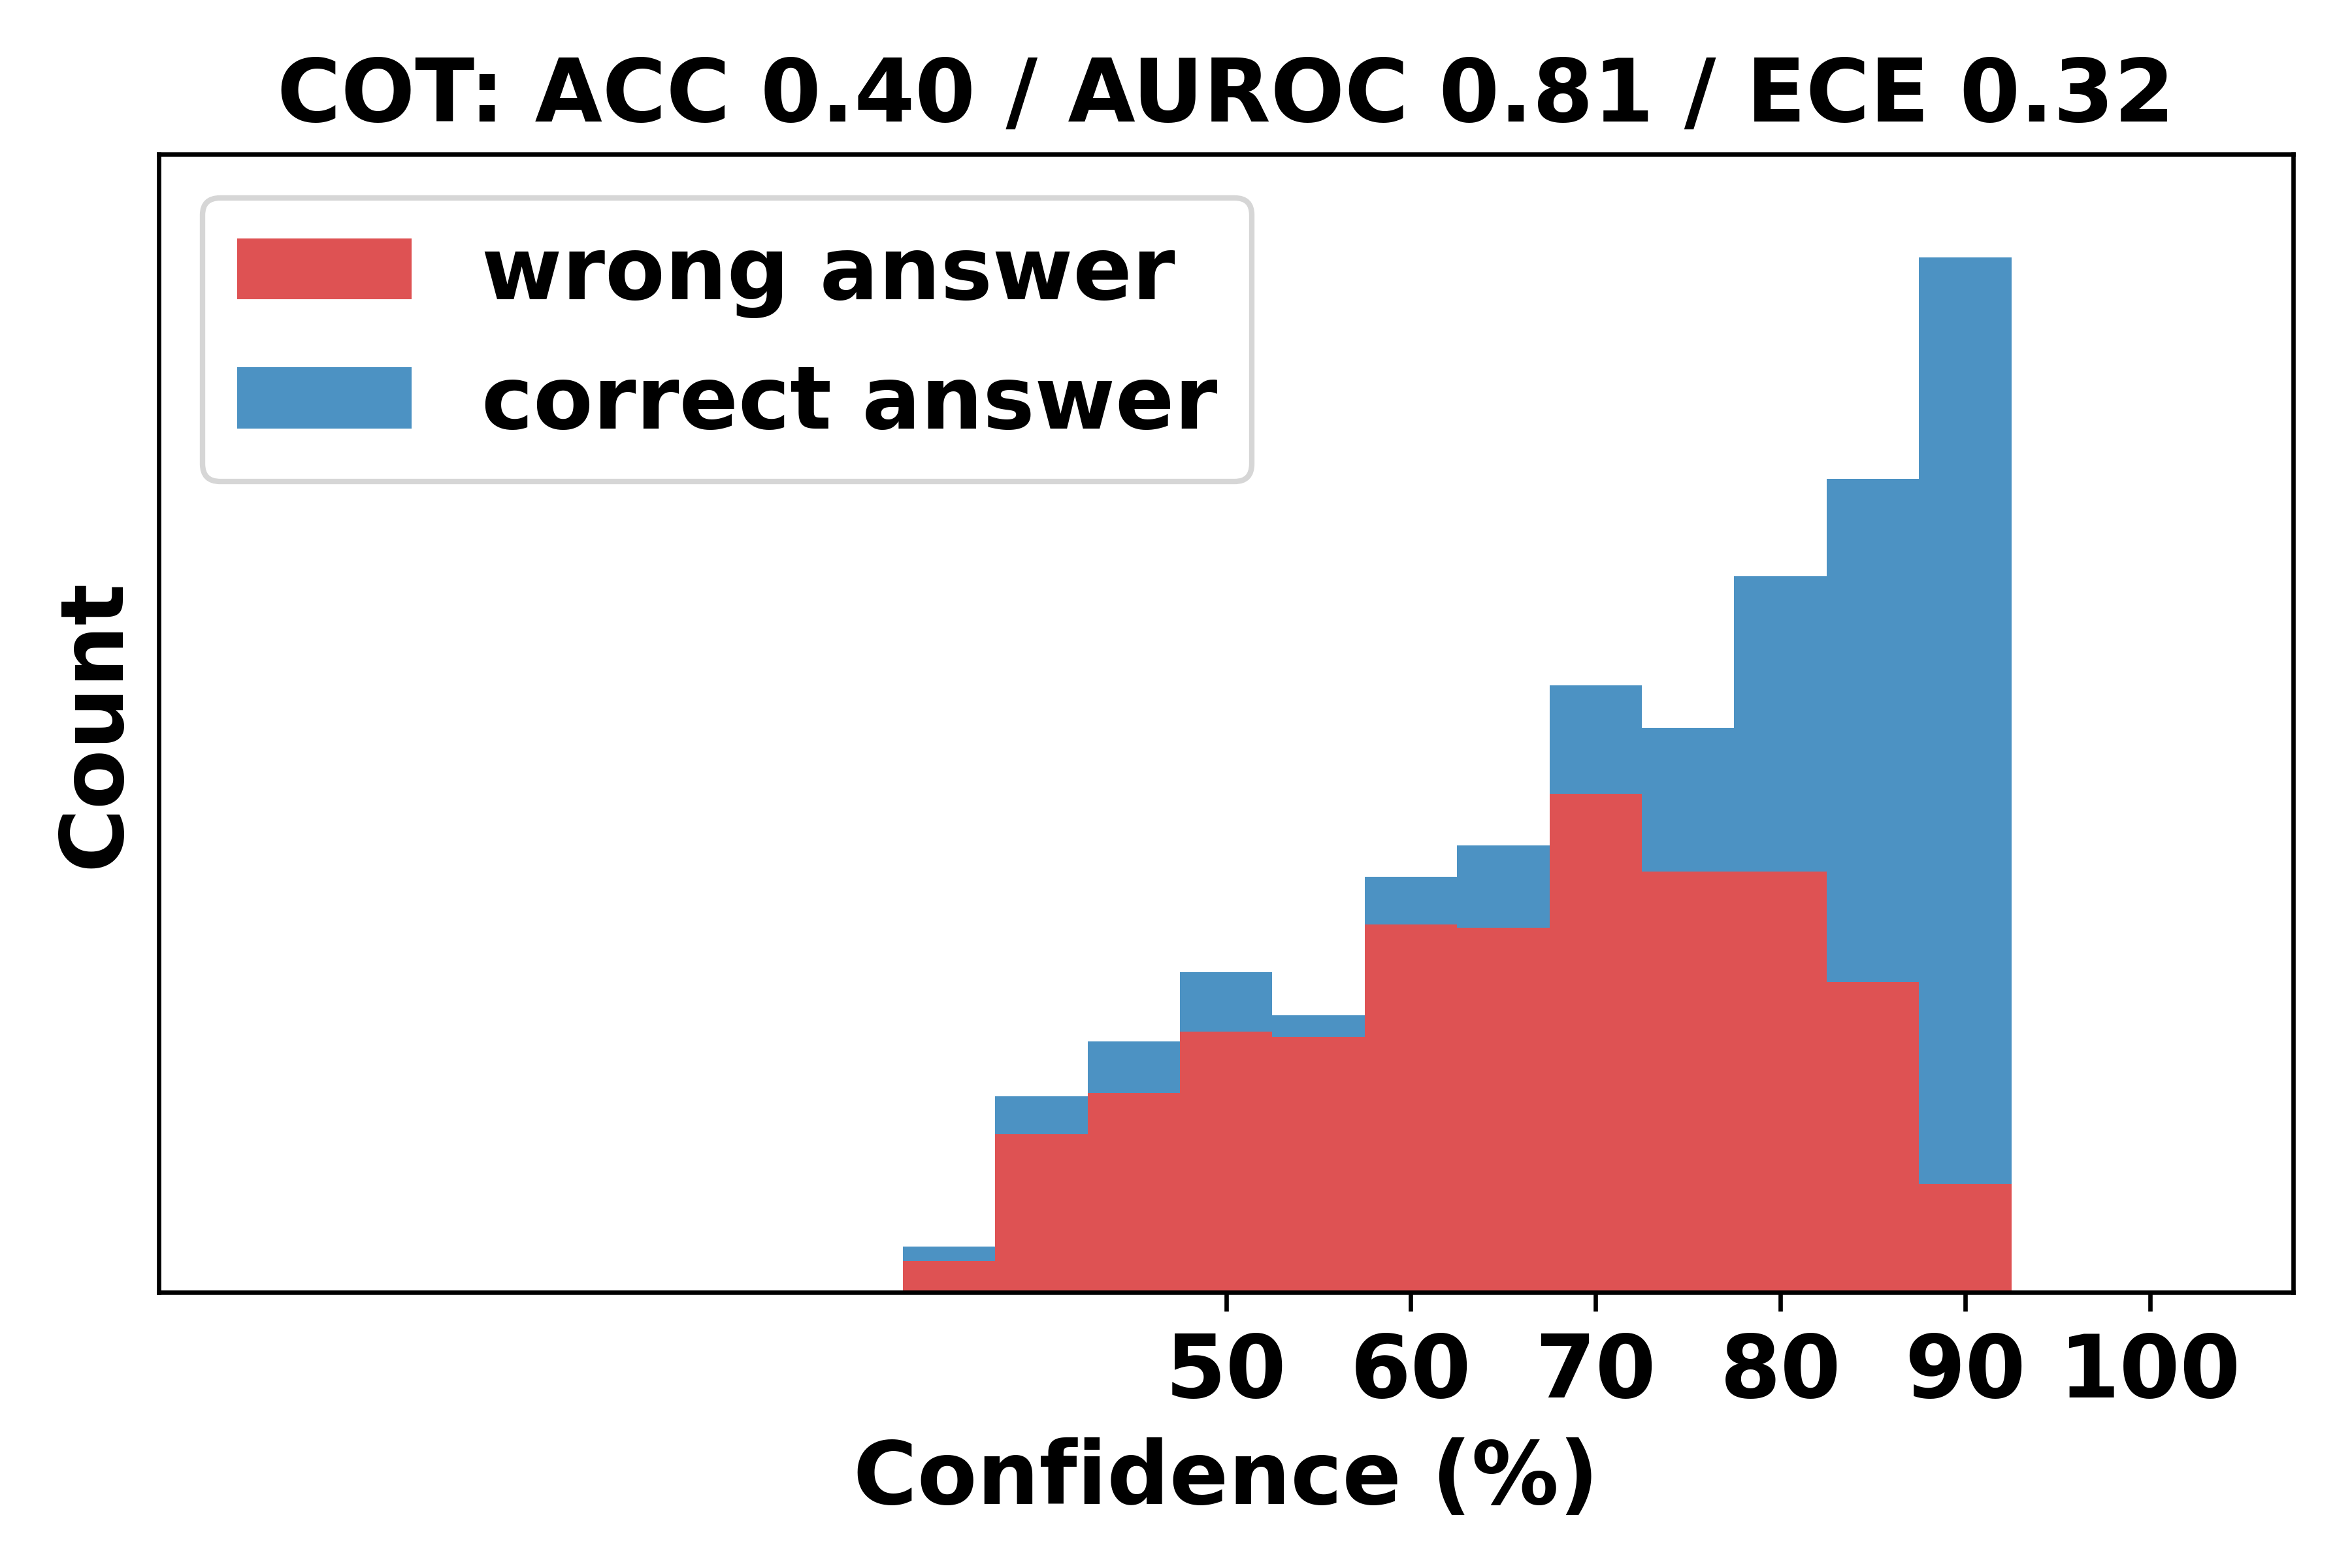 COT: ACC 0.40 / AUROC 0.81 / ECE 0.32
wrong answer
correct answer
Count
50 60 70 80 90 100
Confidence (%)